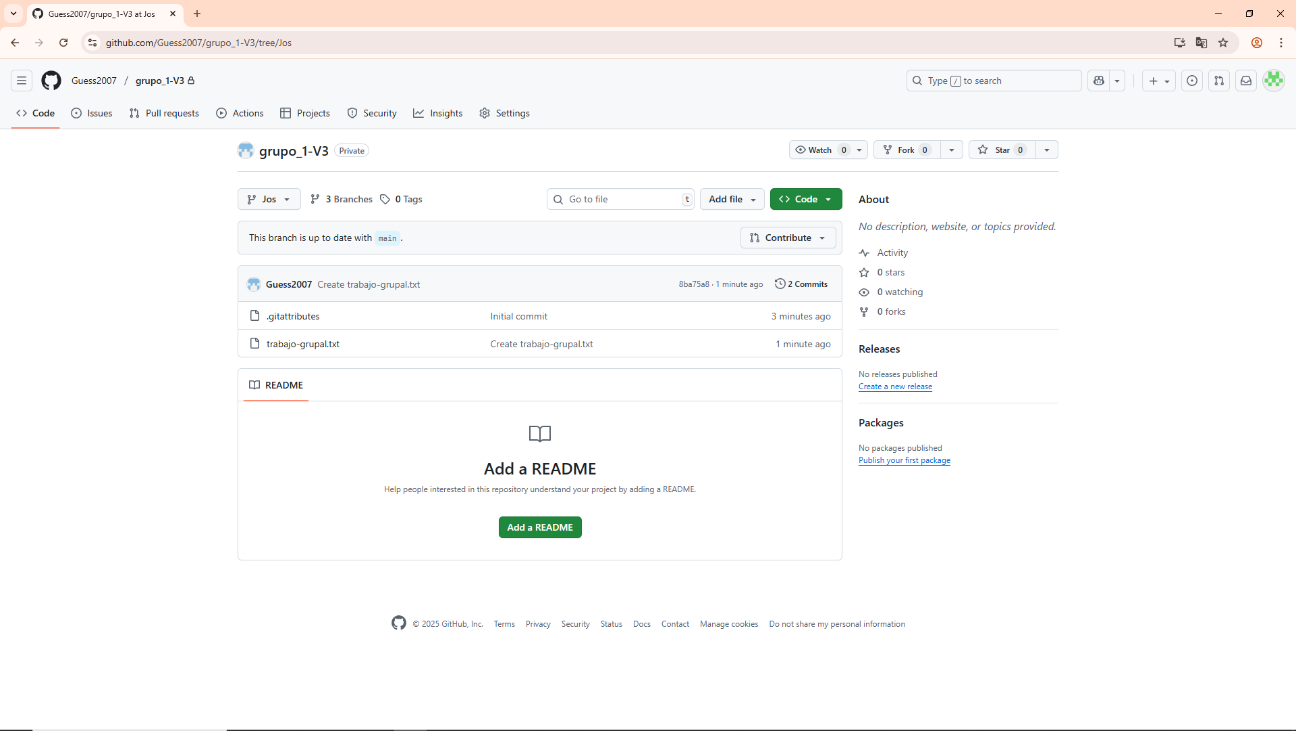 Guess2007/grupo_1-V3 at Jos
github.com/Guess2007/grupo_1-V3/tree/Jos
Guess2007 / grupo_1-V3
Type / to search
Code Issues Pull requests Actions Projects Security Insights Settings
grupo_1-V3 Private
Watch 0 Fork 0 Star 0
Jos 3 Branches 0 Tags Go to file t Add file Code
About
No description, website, or topics provided.
This branch is up to date with main .
Contribute
Activity
0 stars
0 watching
0 forks
Guess2007 Create trabajo-grupal.txt 8ba75a8 · 1 minute ago 2 Commits
.gitattributes Initial commit 3 minutes ago
trabajo-grupal.txt Create trabajo-grupal.txt 1 minute ago
Releases
No releases published
Create a new release
README
Packages
No packages published
Publish your first package
Add a README
Help people interested in this repository understand your project by adding a README.
Add a README
© 2025 GitHub, Inc. Terms Privacy Security Status Docs Contact Manage cookies Do not share my personal information